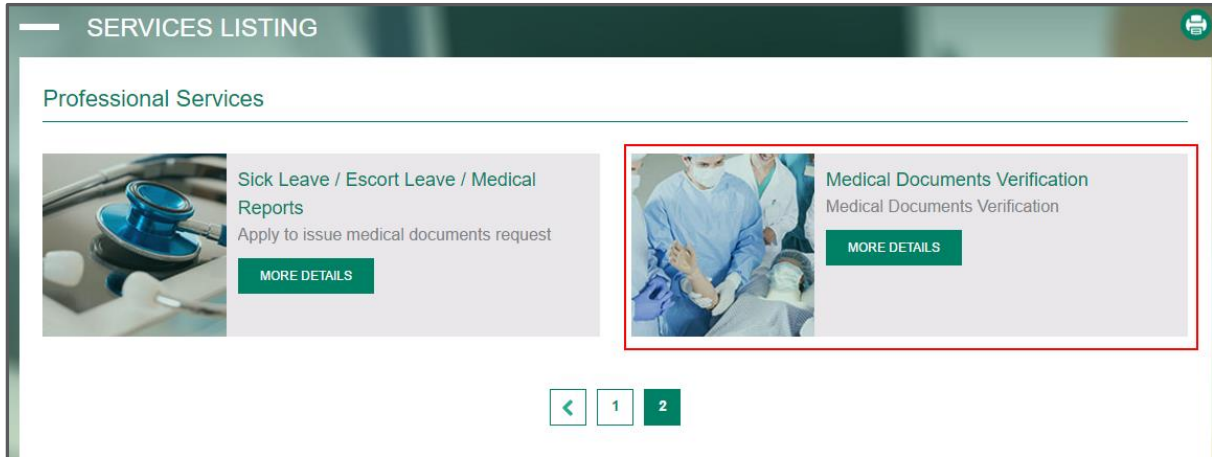 SERVICES LISTING
Professional Services
Sick Leave / Escort Leave / Medical
Reports
Apply to issue medical documents request
MORE DETAILS
Medical Documents Verification
Medical Documents Verification
MORE DETAILS
1 2